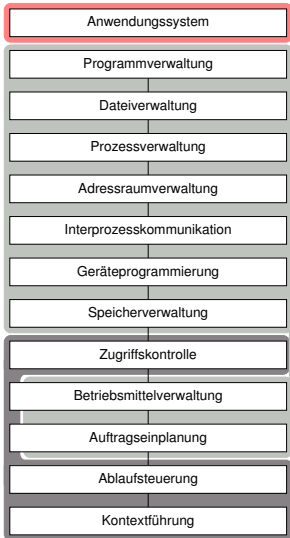 Anwendungssystem
Programmverwaltung
Dateiverwaltung
Prozessverwaltung
Adressraumverwaltung
Interprozesskommunikation
Geräteprogrammierung
Speicherverwaltung
Zugriffskontrolle
Betriebsmittelverwaltung
Auftragseinplanung
Ablaufsteuerung
Kontextführung